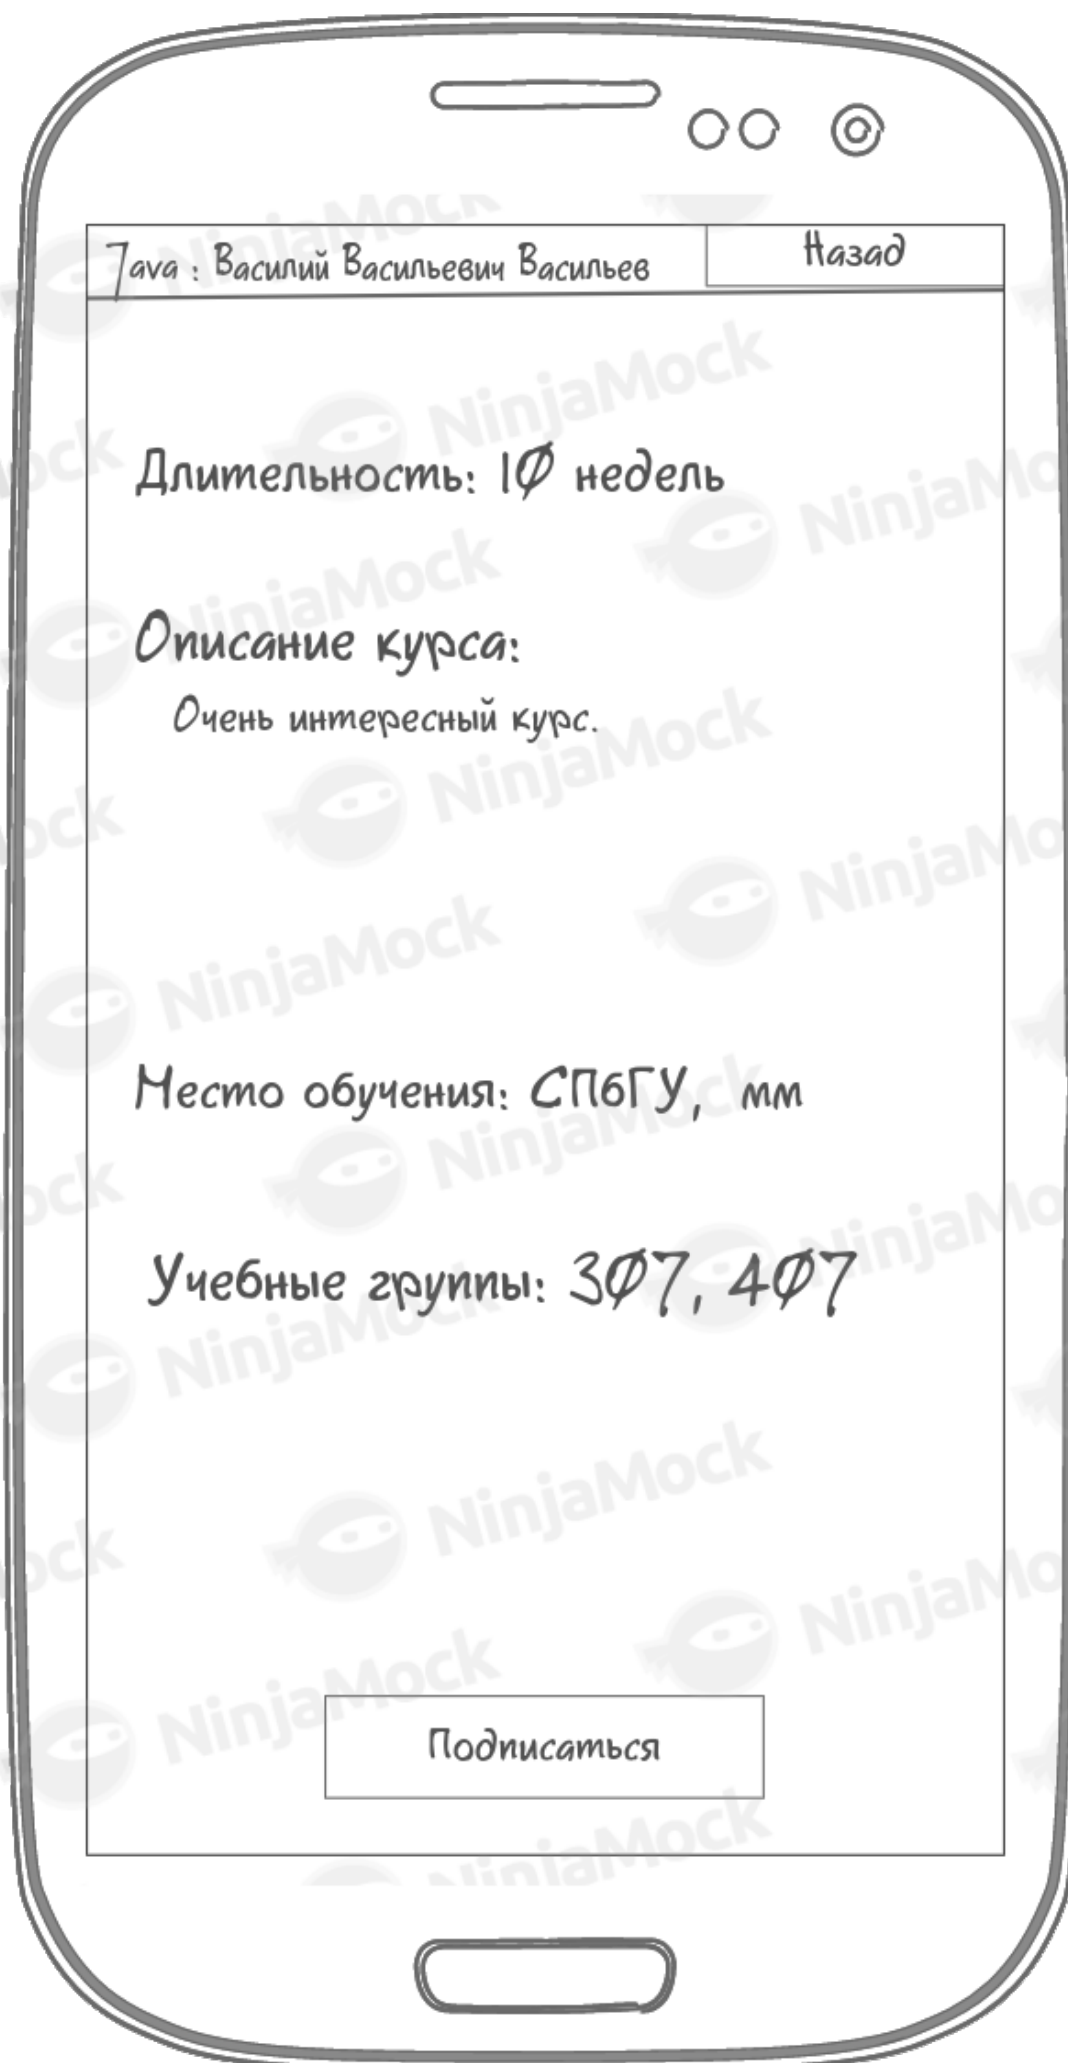 Java : Василий Васильевич Васильев
Назад
Длительность: 10 недель
Описание курса:
Очень интересный курс.
Место обучения: СПбГУ, мм
Учебные группы: 307, 407
Подписаться
NinjaMock